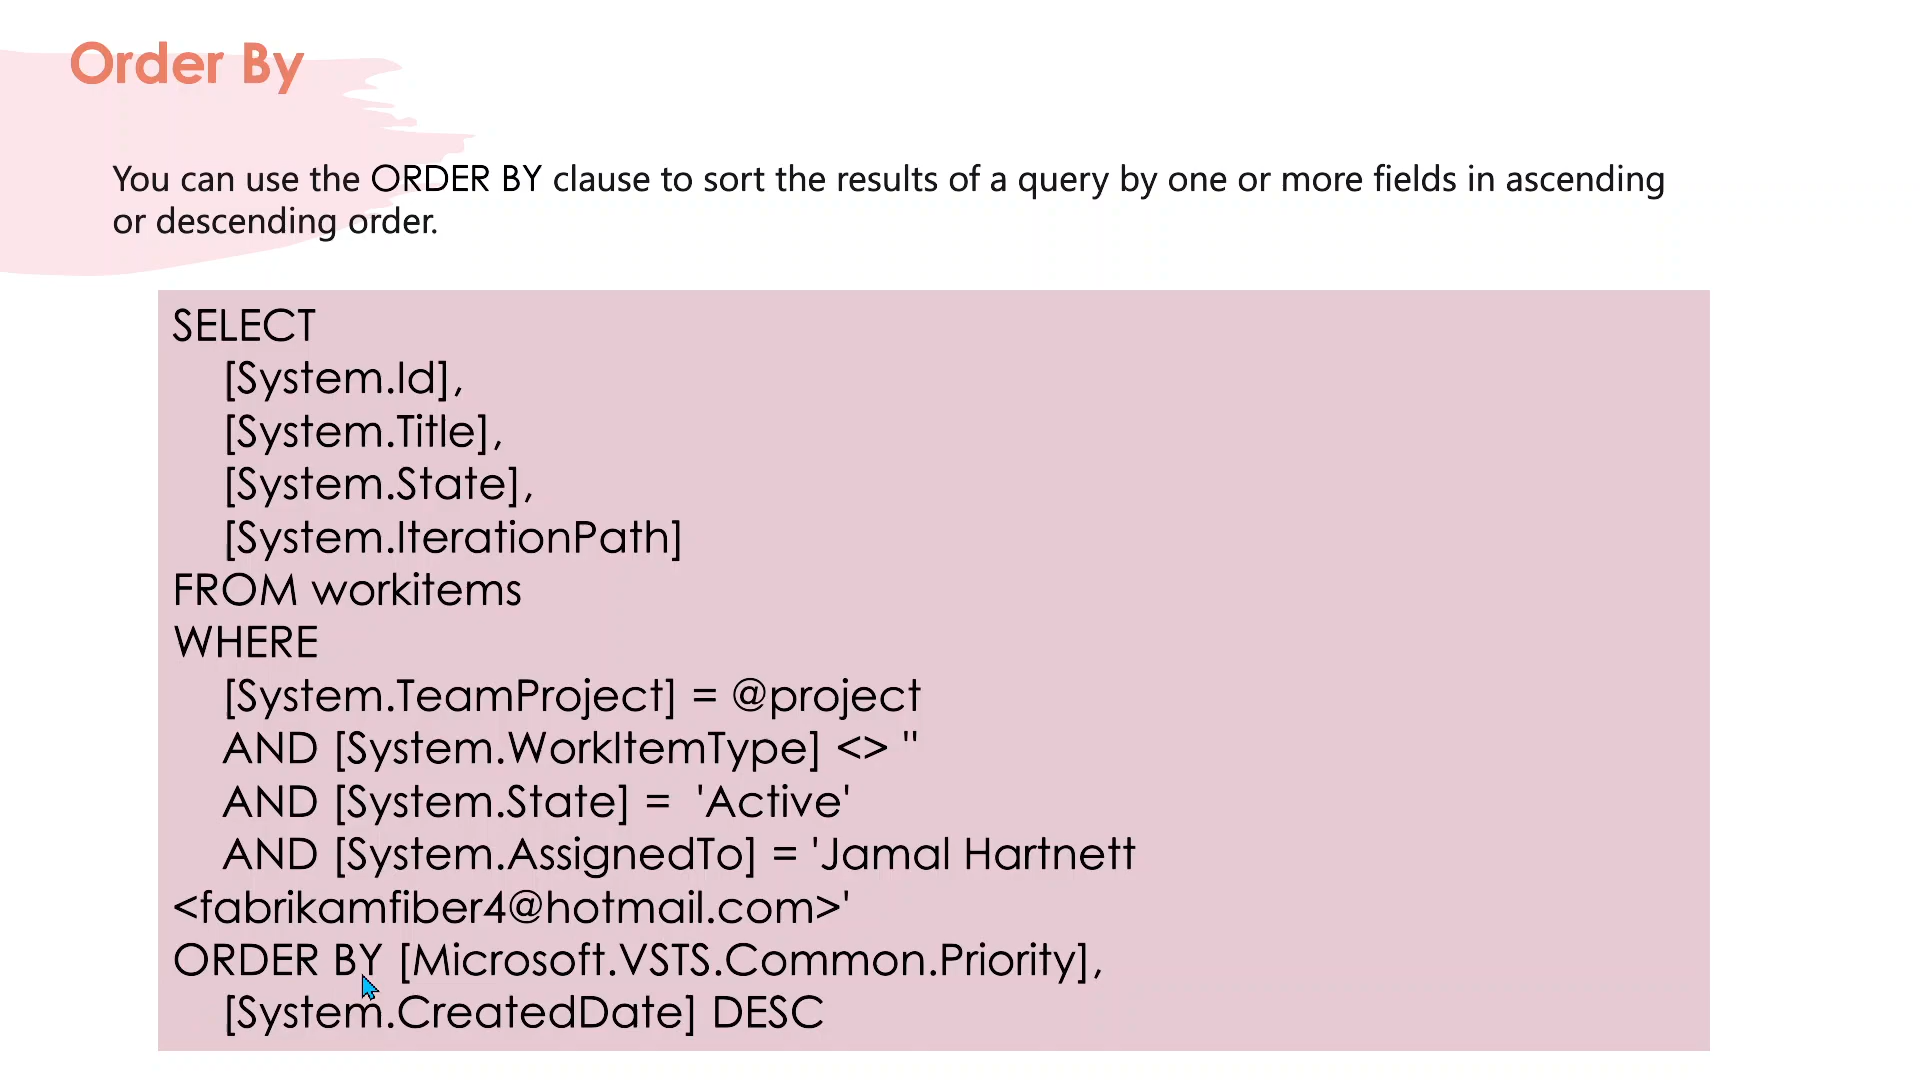 Order By
You can use the ORDER BY clause to sort the results of a query by one or more fields in ascending
or descending order.
SELECT
[System.Id],
[System.Title],
[System.State],
[System.IterationPath]
FROM workitems
WHERE
[System.TeamProject] = @project
AND [System.WorkItemType] <> ''
AND [System.State] =  'Active'
AND [System.AssignedTo] = 'Jamal Hartnett
<fabrikamfiber4@hotmail.com>'
ORDER BY [Microsoft.VSTS.Common.Priority],
[System.CreatedDate] DESC